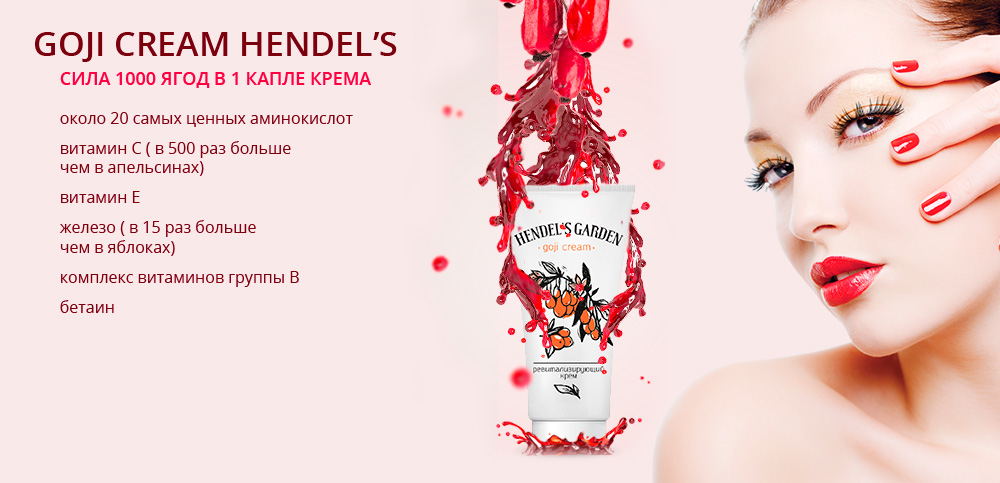 GOJI CREAM HENDEL’S
СИЛА 1000 ЯГОД В 1 КАПЛЕ КРЕМА
около 20 самых ценных аминокислот
витамин С ( в 500 раз больше
чем в апельсинах)
витамин Е
железо ( в 15 раз больше
чем в яблоках)
комплекс витаминов группы В
бетаин
HENDEL'S GARDEN
goji cream
ревитализирующий
крем